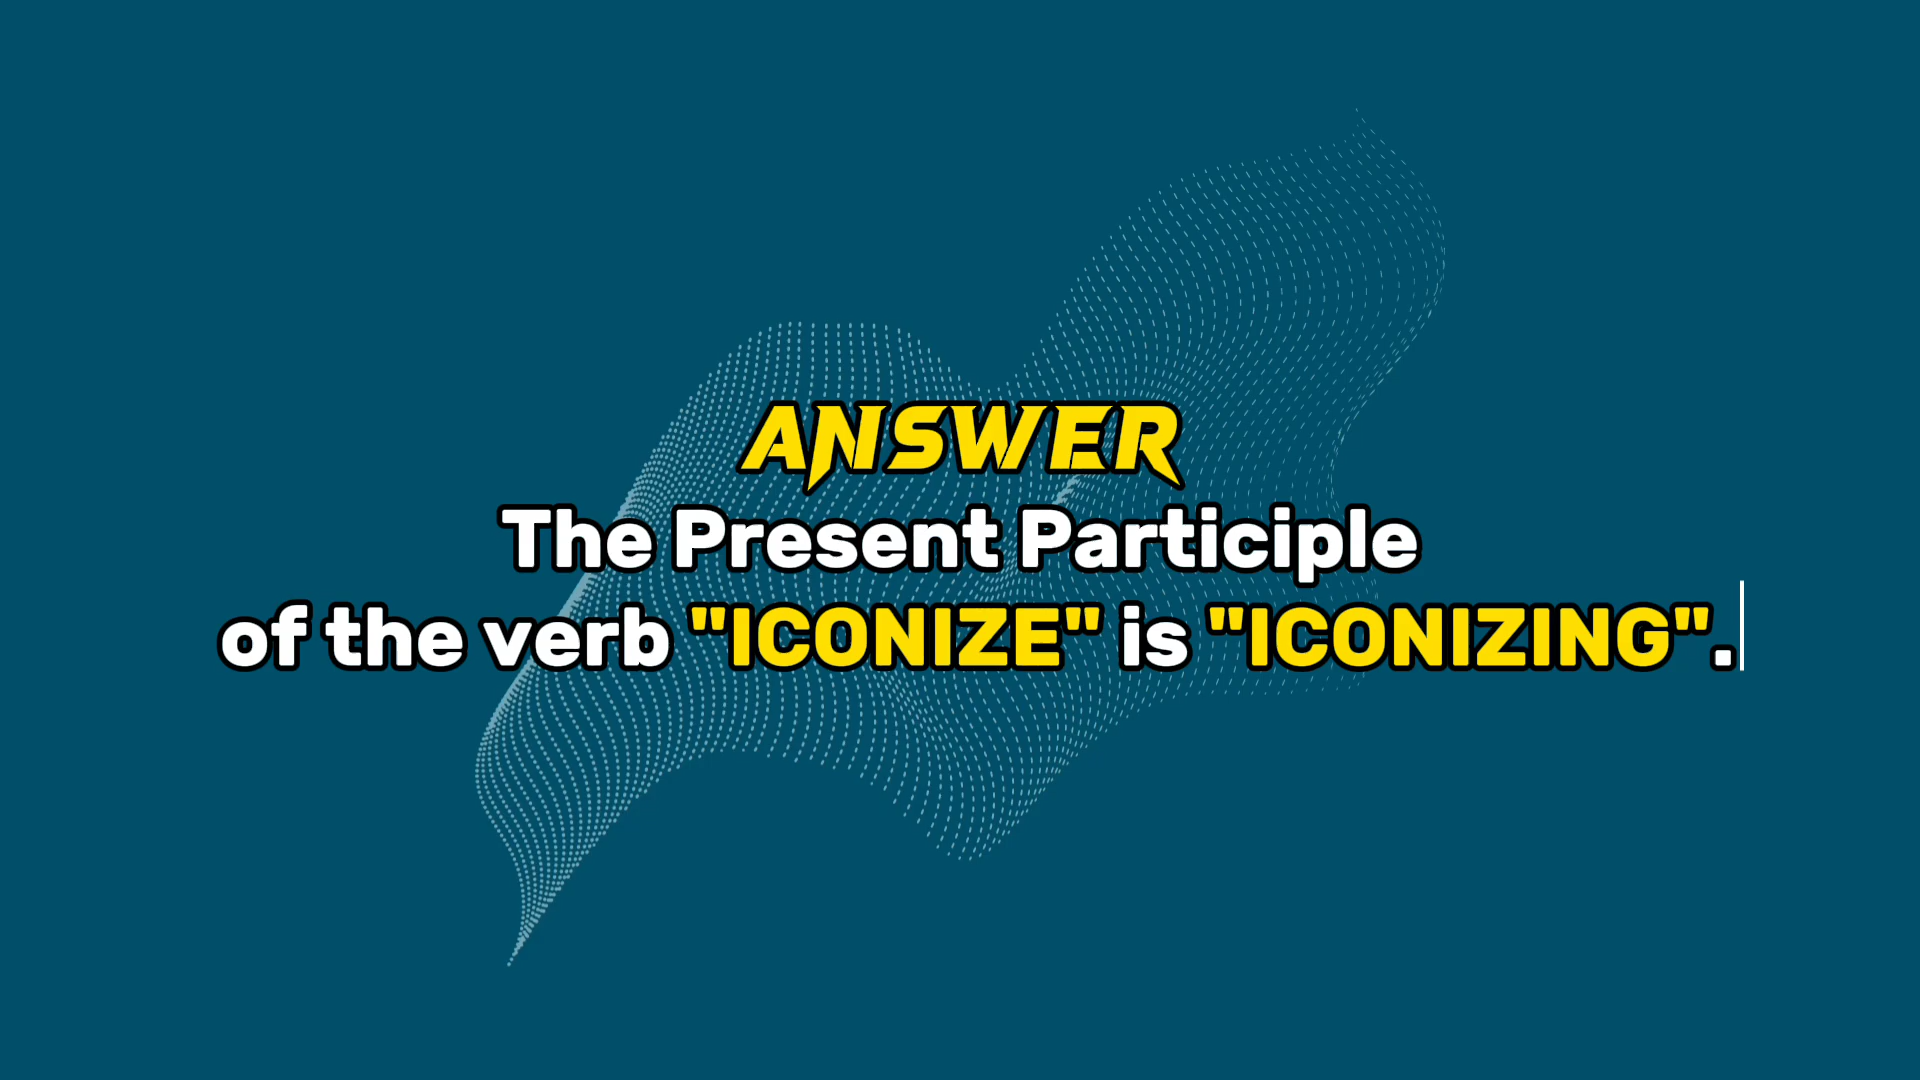 ANSWER
The Present Participle
of the verb "ICONIZE" is "ICONIZING".